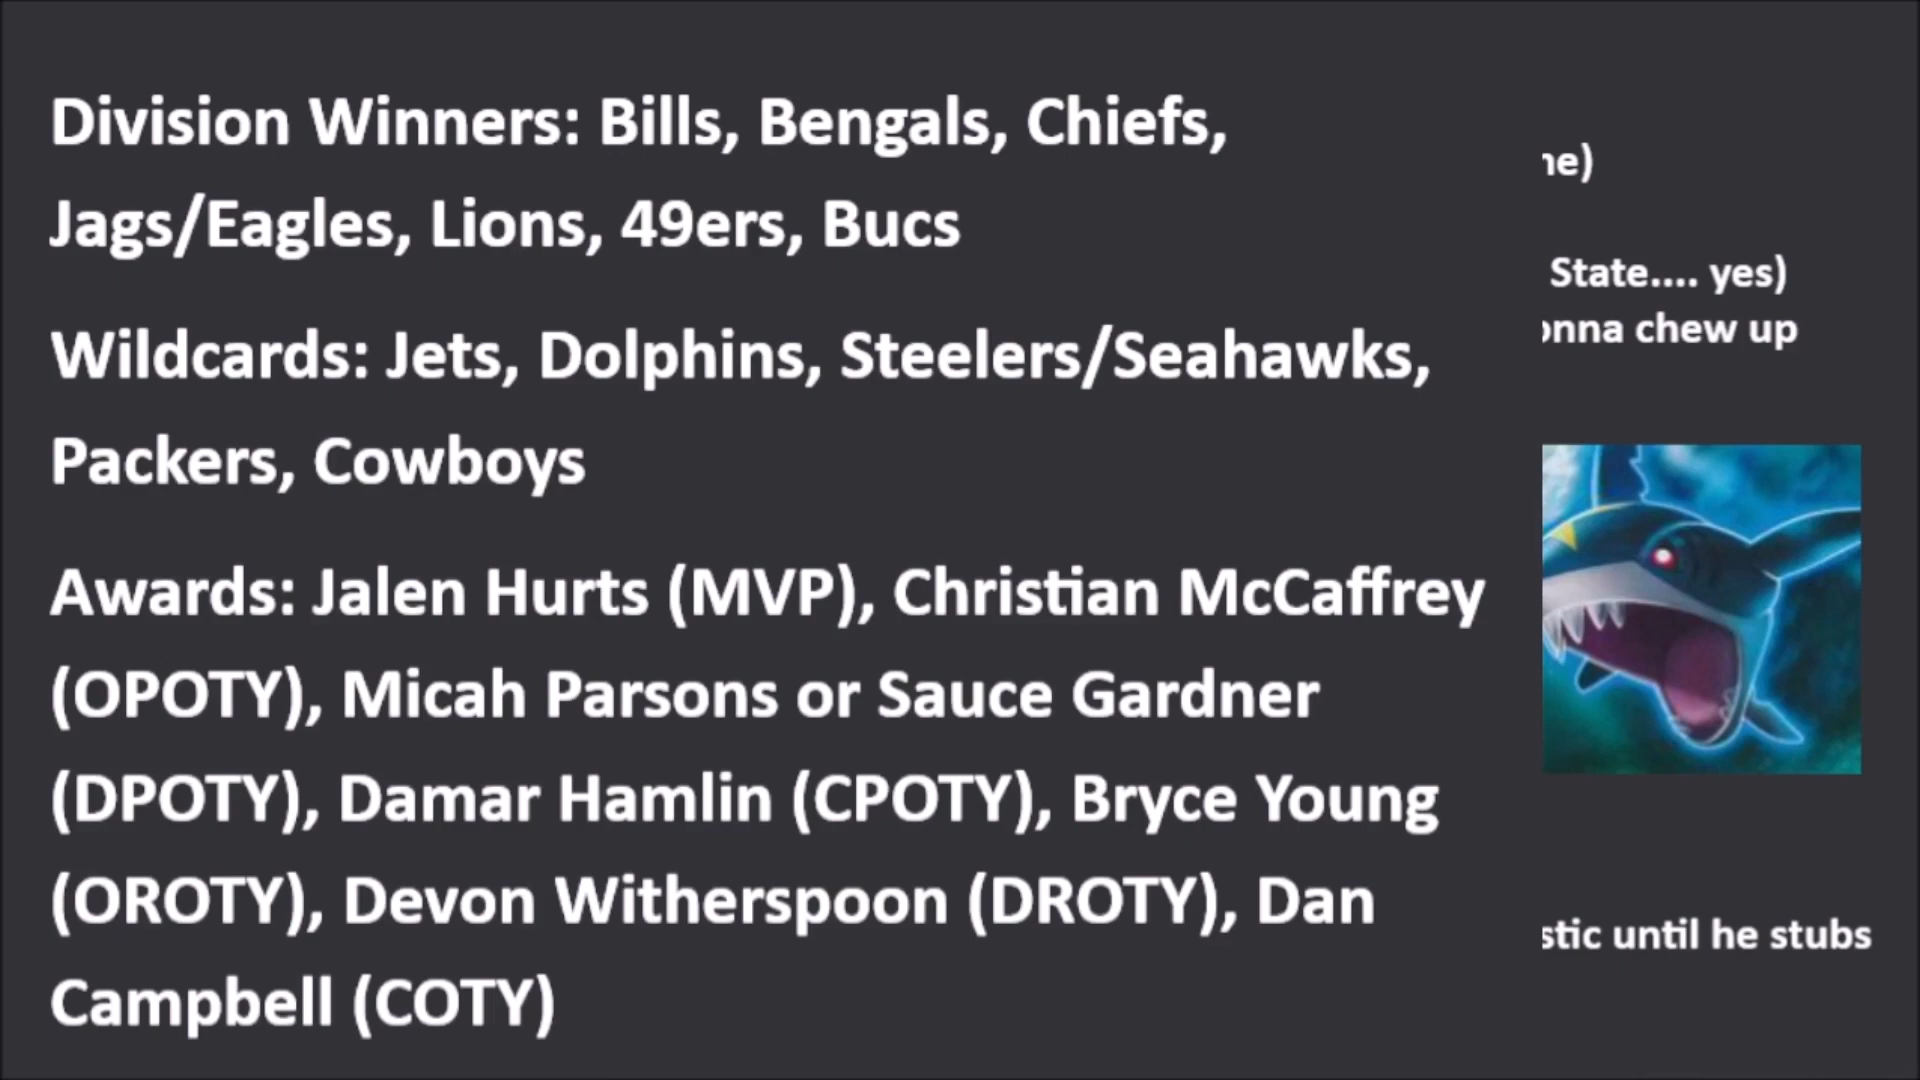 Division Winners: Bills, Bengals, Chiefs,
Jags/Eagles, Lions, 49ers, Bucs
Wildcards: Jets, Dolphins, Steelers/Seahawks,
Packers, Cowboys
Awards: Jalen Hurts (MVP), Christian McCaffrey
(OPOTY), Micah Parsons or Sauce Gardner
(DPOTY), Damar Hamlin (CPOTY), Bryce Young
(OROTY), Devon Witherspoon (DROTY), Dan
Campbell (COTY)
State.... yes)
chew up
until he stubs